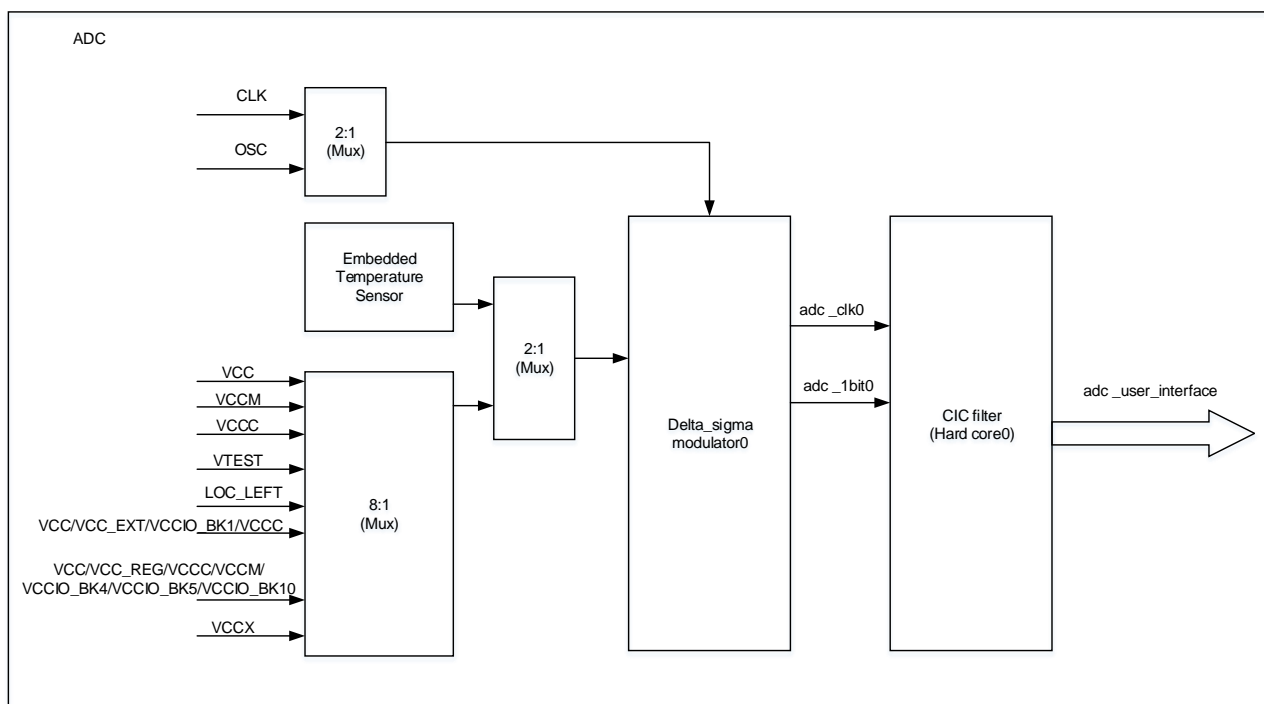 ADC
CLK
OSC
2:1
(Mux)
Embedded
Temperature
Sensor
2:1
(Mux)
VCC
VCCM
VCCC
VTEST
LOC_LEFT
VCC/VCC_EXT/VCCIO_BK1/VCCC
VCC/VCC_REG/VCCC/VCCM/
VCCIO_BK4/VCCIO_BK5/VCCIO_BK10
VCCX
8:1
(Mux)
Delta_sigma
modulator0
adc _clk0
adc _1bit0
CIC filter
(Hard core0)
adc _user_interface